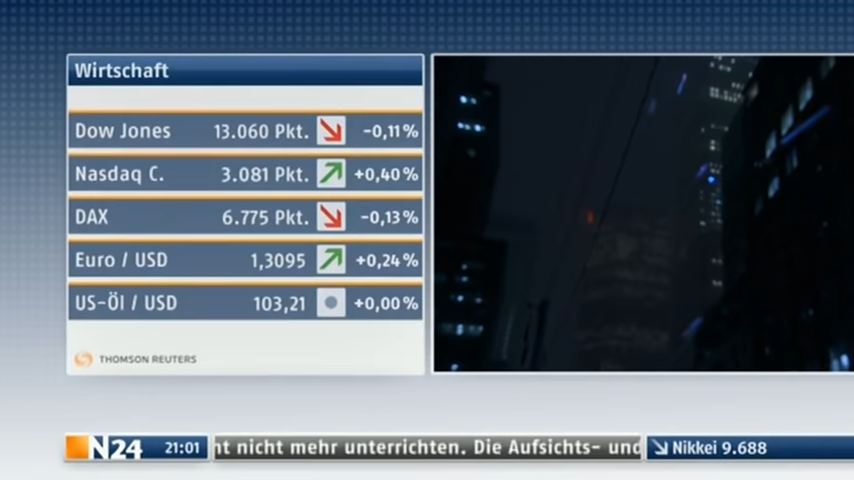 Wirtschaft
Dow Jones 13.060 Pkt. -0,11%
Nasdaq C. 3.081 Pkt. +0,40%
DAX 6.775 Pkt. -0,13%
Euro / USD 1,3095 +0,24%
US-Öl / USD 103,21 +0,00%
THOMSON REUTERS
N24 21:01 nicht mehr unterrichten. Die Aufsichts- und Nikkei 9.688